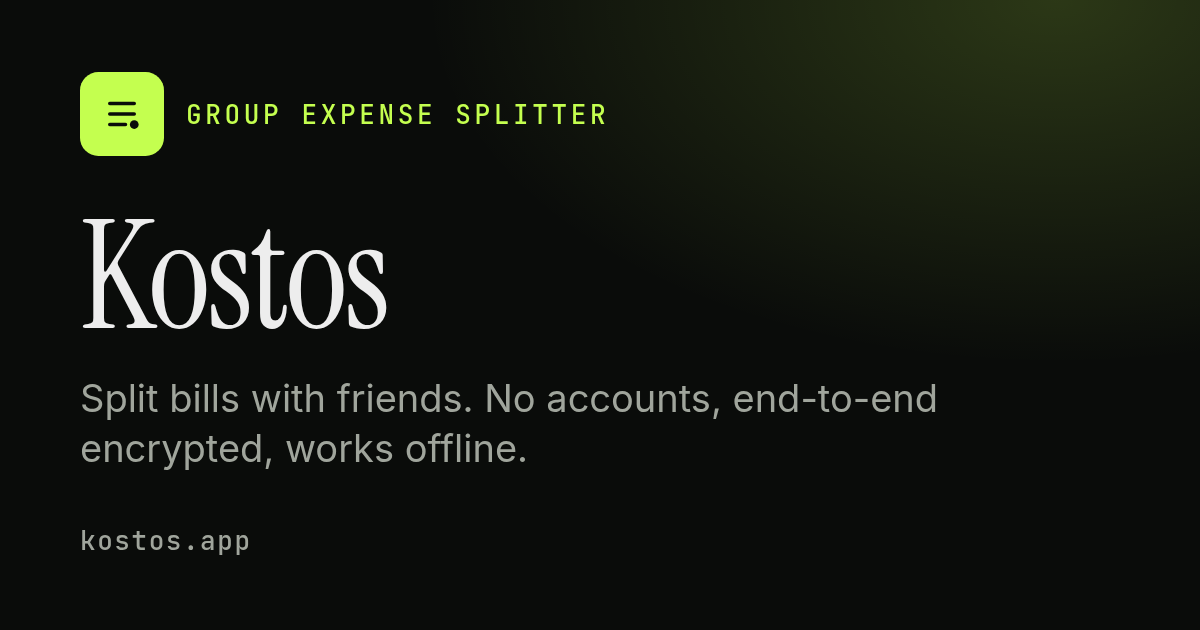 GROUP EXPENSE SPLITTER
Kostos
Split bills with friends. No accounts, end-to-end
encrypted, works offline.
kostos.app